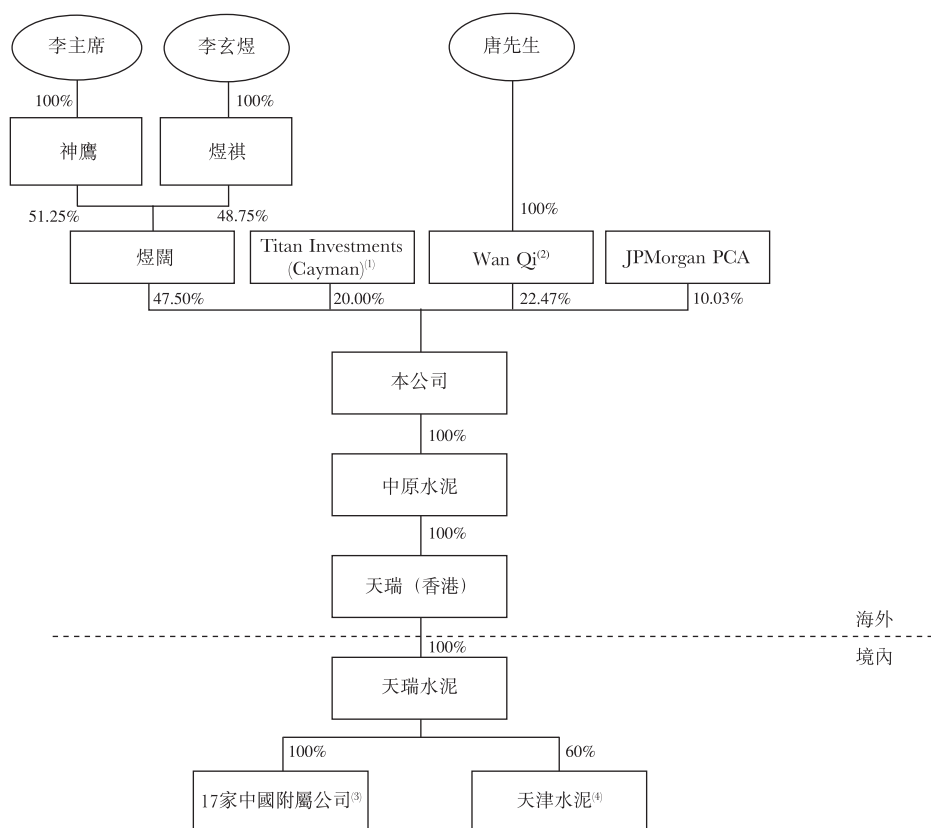 李主席
李玄煜
唐先生
100%
100%
神鷹
煜祺
51.25%
48.75%
100%
煜闊
Titan Investments
(Cayman)(1)
Wan Qi(2)
JPMorgan PCA
47.50%
20.00%
22.47%
10.03%
本公司
100%
中原水泥
100%
天瑞（香港）
海外
100%
境內
天瑞水泥
100%
60%
17家中國附屬公司(3)
天津水泥(4)